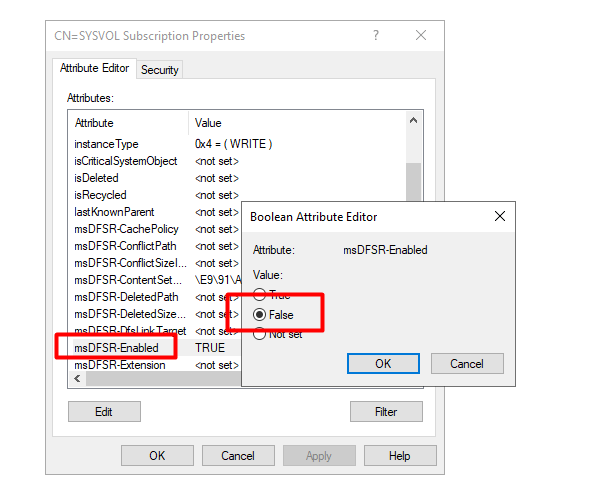 CN=SYSVOL Subscription Properties ?
Attribute Editor Security
Attributes:
Attribute Value
instanceType 0x4 = ( WRITE )
isCriticalSystemObject <not set>
isDeleted <not set>
isRecycled <not set>
lastKnownParent <not set>
msDFSR-CachePolicy <not set>
msDFSR-ConflictPath <not set>
msDFSR-ConflictSizeI... <not set>
msDFSR-ContentSet... \E9\91\A
msDFSR-DeletedPath <not set>
msDFSR-DeletedSize... <not set>
msDFSR-DfsLinkTarget <not set>
msDFSR-Enabled TRUE
msDFSR-Extension <not set>
Edit Filter
OK Cancel Apply Help
Boolean Attribute Editor
Attribute: msDFSR-Enabled
Value:
True
False
Not set
OK Cancel